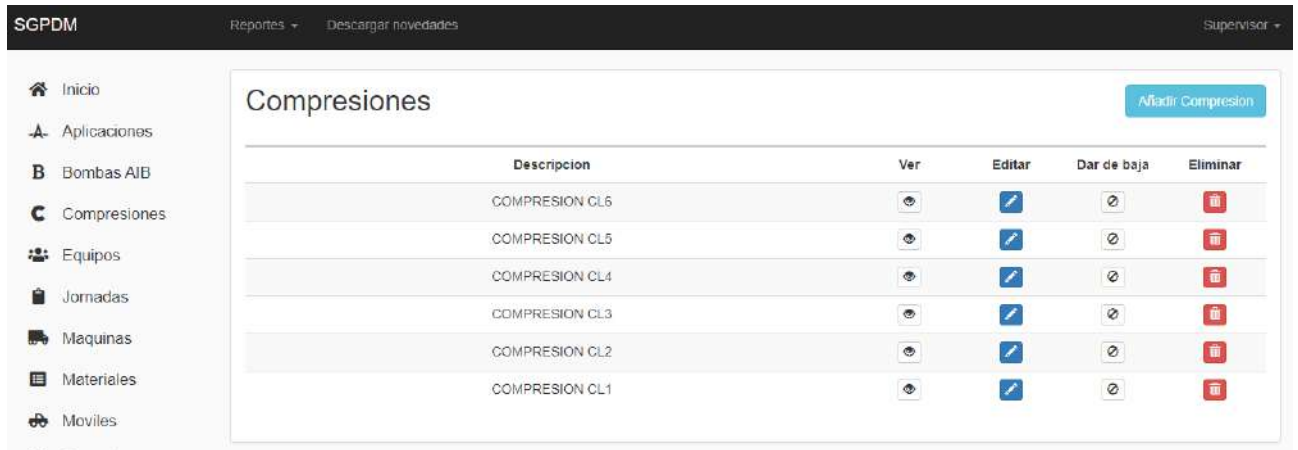 SGPDM Reportes Descargar novedades Supervisor
Inicio
Aplicaciones
Bombas AIB
Compresiones
Equipos
Jornadas
Maquinas
Materiales
Moviles
Compresiones Añadir Compresion
Descripcion Ver Editar Dar de baja Eliminar
COMPRESION CL6
COMPRESION CL5
COMPRESION CL4
COMPRESION CL3
COMPRESION CL2
COMPRESION CL1